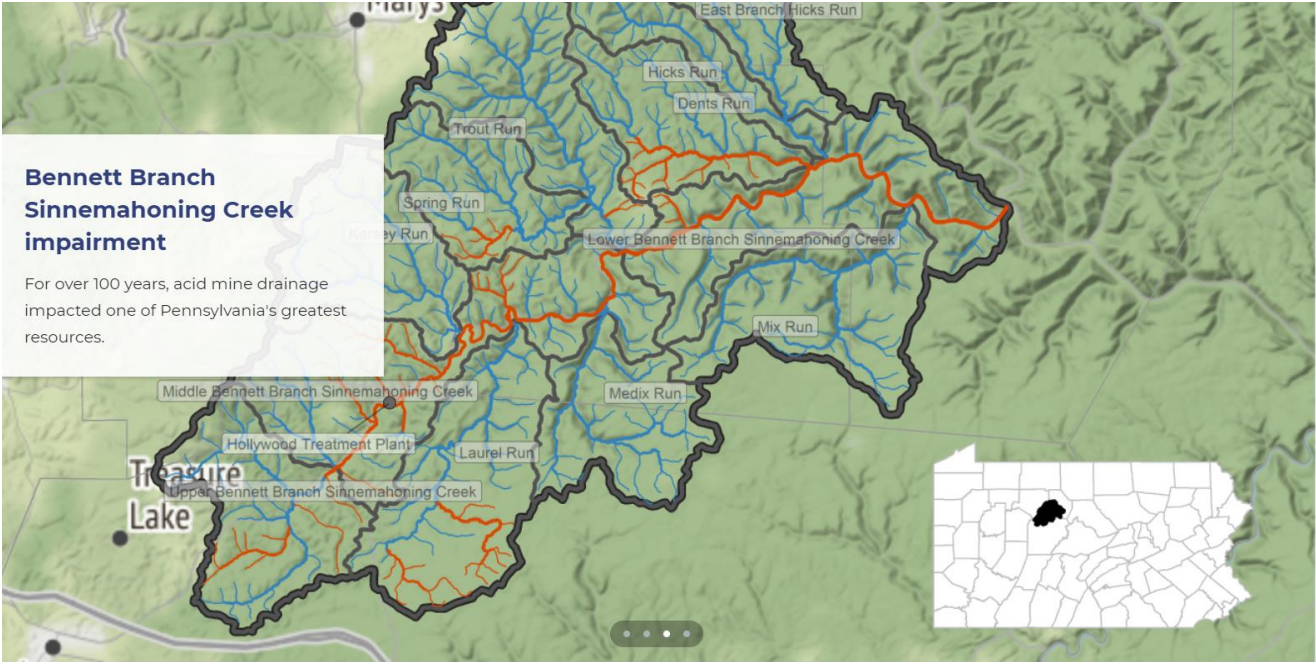 Marys
East Branch Hicks Run
Hicks Run
Dents Run
Trout Run
Bennett Branch
Sinnemahoning Creek
impairment
For over 100 years, acid mine drainage
impacted one of Pennsylvania's greatest
resources.
Spring Run
Kersey Run
Lower Bennett Branch Sinnemahoning Creek
Mix Run
Middle Bennett Branch Sinnemahoning Creek
Medix Run
Hollywood Treatment Plant
Laurel Run
Treasure
Lake
Upper Bennett Branch Sinnemahoning Creek